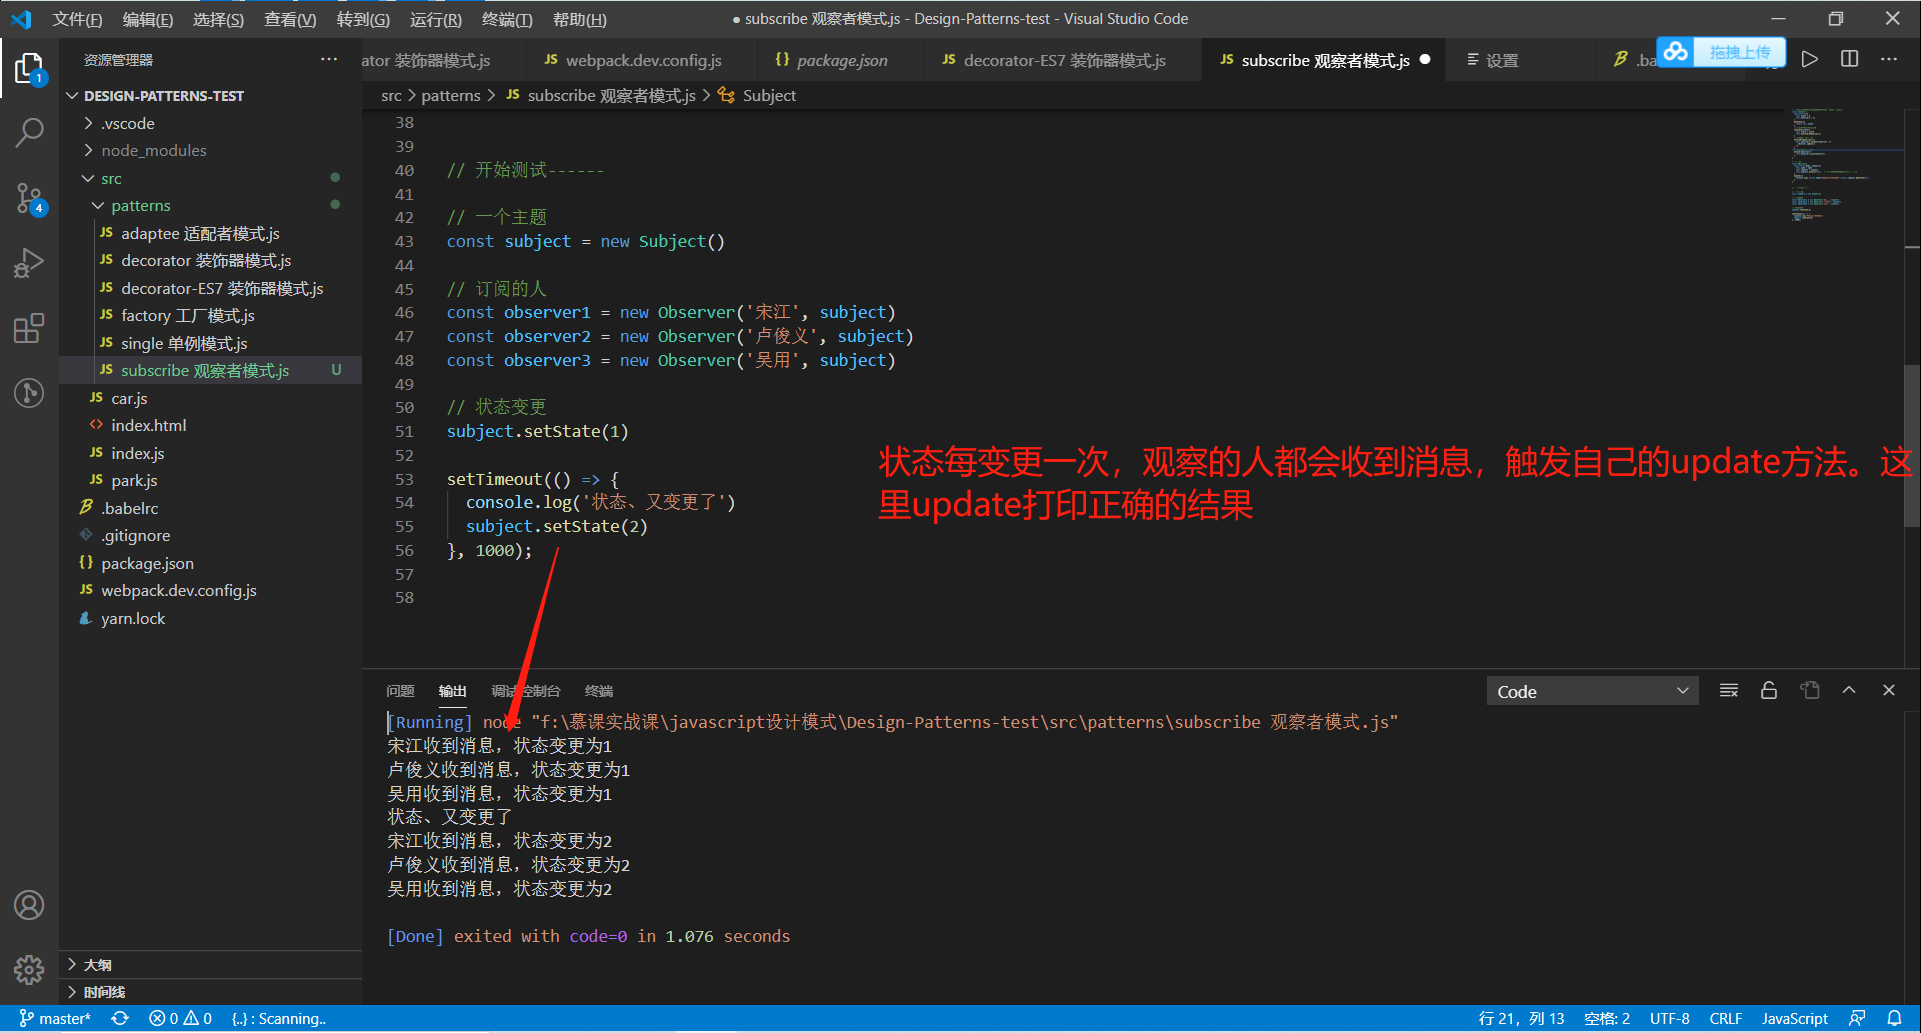 文件(F) 编辑(E) 选择(S) 查看(V) 转到(G) 运行(R) 终端(T) 帮助(H) ● subscribe 观察者模式.js - Design-Patterns-test - Visual Studio Code
资源管理器 ···
ator 装饰器模式.js JS webpack.dev.config.js {} package.json JS decorator-ES7 装饰器模式.js JS subscribe 观察者模式.js ● 设置 .ba 拖拽上传
src > patterns > JS subscribe 观察者模式.js > Subject
1
4
DESIGN-PATTERNS-TEST
.vscode
node_modules
src
patterns
JS adaptee 适配者模式.js
JS decorator 装饰器模式.js
JS decorator-ES7 装饰器模式.js
JS factory 工厂模式.js
JS single 单例模式.js
JS subscribe 观察者模式.js U
JS car.js
<> index.html
JS index.js
JS park.js
.babelrc
.gitignore
{} package.json
JS webpack.dev.config.js
yarn.lock
大纲
时间线
38
39
40 // 开始测试------
41
42 // 一个主题
43 const subject = new Subject()
44
45 // 订阅的人
46 const observer1 = new Observer('宋江', subject)
47 const observer2 = new Observer('卢俊义', subject)
48 const observer3 = new Observer('吴用', subject)
49
50 // 状态变更
51 subject.setState(1)
52
53 setTimeout(() => {
54 console.log('状态、又变更了')
55 subject.setState(2)
56 }, 1000);
57
58
状态每变更一次，观察的人都会收到消息，触发自己的update方法。这
里update打印正确的结果
问题 输出 调试控制台 终端 Code
[Running] node "f:\慕课实战课\javascript设计模式\Design-Patterns-test\src\patterns\subscribe 观察者模式.js"
宋江收到消息，状态变更为1
卢俊义收到消息，状态变更为1
吴用收到消息，状态变更为1
状态、又变更了
宋江收到消息，状态变更为2
卢俊义收到消息，状态变更为2
吴用收到消息，状态变更为2
[Done] exited with code=0 in 1.076 seconds
master* 0 0 {..} : Scanning.. 行 21，列 13 空格: 2 UTF-8 CRLF JavaScript